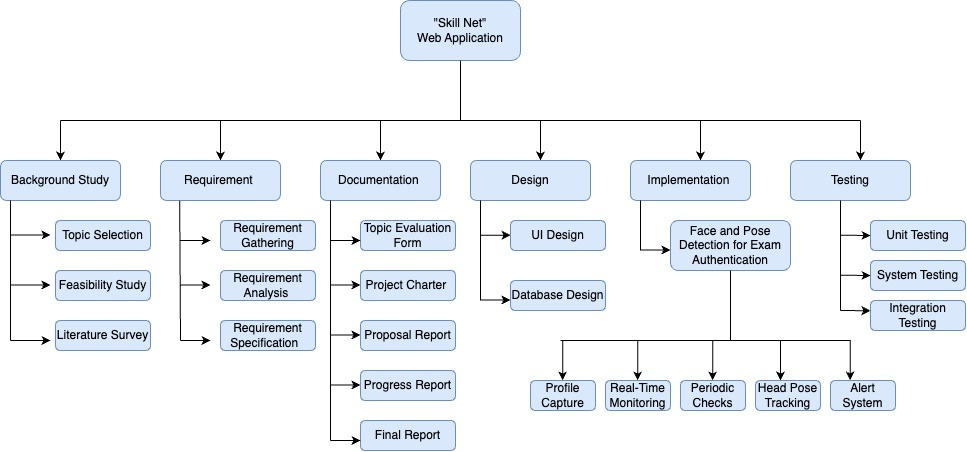 "Skill Net"
Web Application
Background Study
Requirement
Documentation
Design
Implementation
Testing
Topic Selection
Feasibility Study
Literature Survey
Requirement
Gathering
Requirement
Analysis
Requirement
Specification
Topic Evaluation
Form
Project Charter
Proposal Report
Progress Report
Final Report
UI Design
Database Design
Face and Pose
Detection for Exam
Authentication
Profile
Capture
Real-Time
Monitoring
Periodic
Checks
Head Pose
Tracking
Alert
System
Unit Testing
System Testing
Integration
Testing